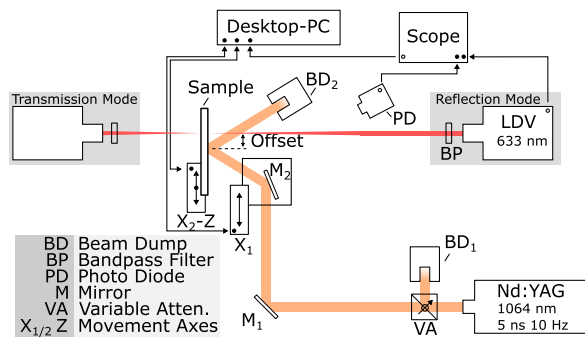 Desktop-PC
Scope
Sample
BD₂
PD
Transmission Mode
Reflection Mode
LDV
633 nm
BP
Offset
M₂
X₂-Z
X₁
BD Beam Dump
BP Bandpass Filter
PD Photo Diode
M Mirror
VA Variable Atten.
X₁/₂ Z Movement Axes
M₁
BD₁
VA
Nd:YAG
1064 nm
5 ns 10 Hz